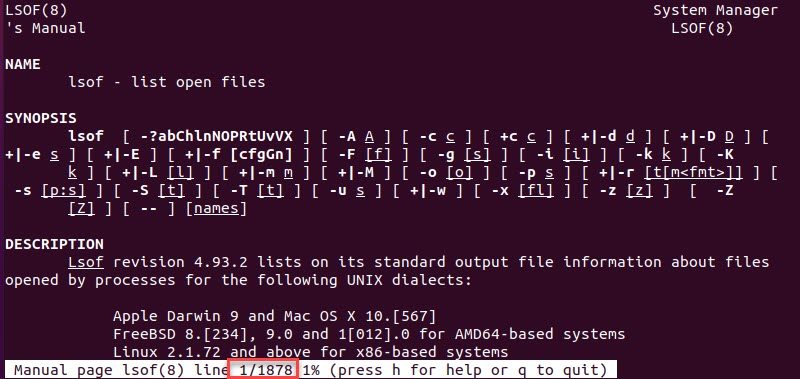 LSOF(8) System Manager
's Manual LSOF(8)
NAME
lsof - list open files
SYNOPSIS
lsof [ -?abChlnNOPRtUvVX ] [ -A A ] [ -c c ] [ +c c ] [ +|-d d ] [ +|-D D ] [
+|-e s ] [ +|-E ] [ +|-f [cfgGn] ] [ -F [f] ] [ -g [s] ] [ -i [i] ] [ -k k ] [ -K
k ] [ +|-L [l] ] [ +|-m m ] [ +|-M ] [ -o [o] ] [ -p s ] [ +|-r [t[m<fmt>]] ] [
-s [p:s] ] [ -S [t] ] [ -T [t] ] [ -u s ] [ +|-w ] [ -x [fl] ] [ -z [z] ] [ -Z
[Z] ] [ -- ] [names]
DESCRIPTION
Lsof revision 4.93.2 lists on its standard output file information about files
opened by processes for the following UNIX dialects:
Apple Darwin 9 and Mac OS X 10.[567]
FreeBSD 8.[234], 9.0 and 1[012].0 for AMD64-based systems
Linux 2.1.72 and above for x86-based systems
Manual page lsof(8) line 1/1878 1% (press h for help or q to quit)